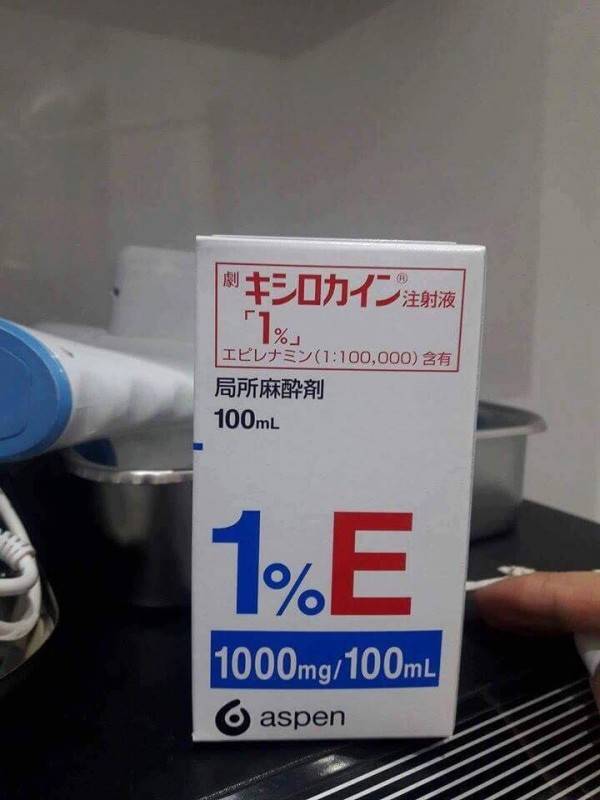 劇 キシロカイン® 注射液
「1%」
エピレナミン(1:100,000)含有
局所麻酔剤
100mL
1%E
1000mg/100mL
aspen